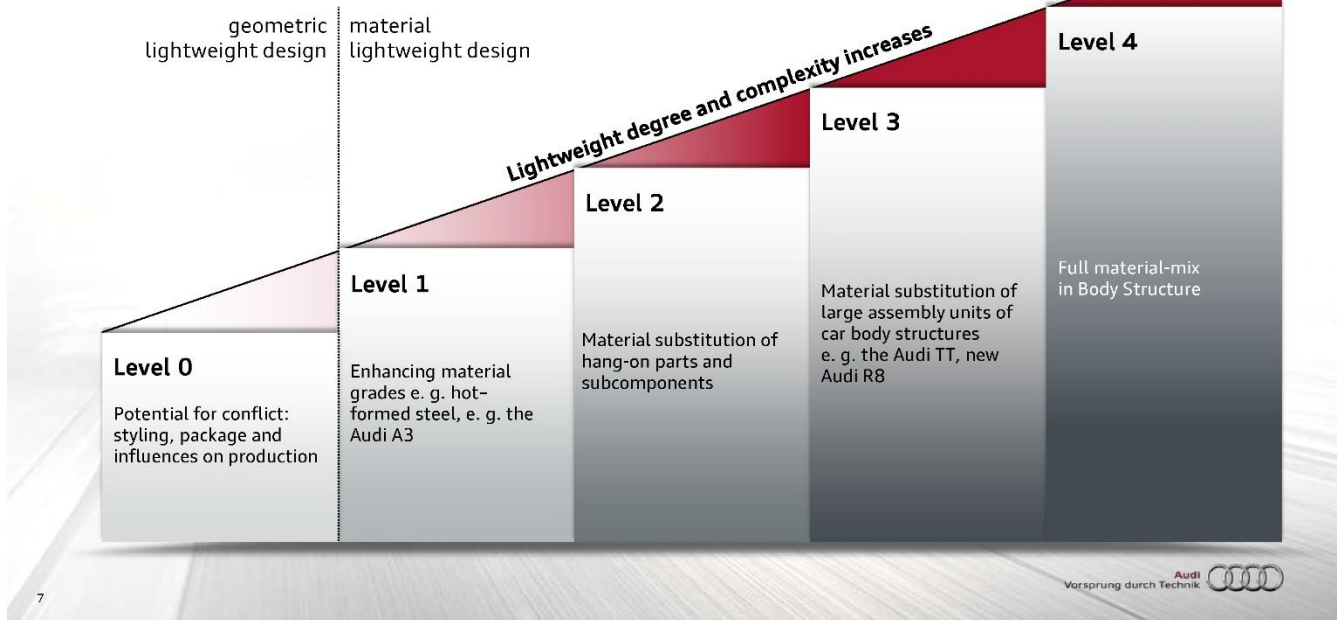 geometric
lightweight design
material
lightweight design
Lightweight degree and complexity increases
Level 0
Potential for conflict:
styling, package and
influences on production
Level 1
Enhancing material
grades e. g. hot-
formed steel, e. g. the
Audi A3
Level 2
Material substitution of
hang-on parts and
subcomponents
Level 3
Material substitution of
large assembly units of
car body structures
e. g. the Audi TT, new
Audi R8
Level 4
Full material-mix
in Body Structure
7
Audi
Vorsprung durch Technik